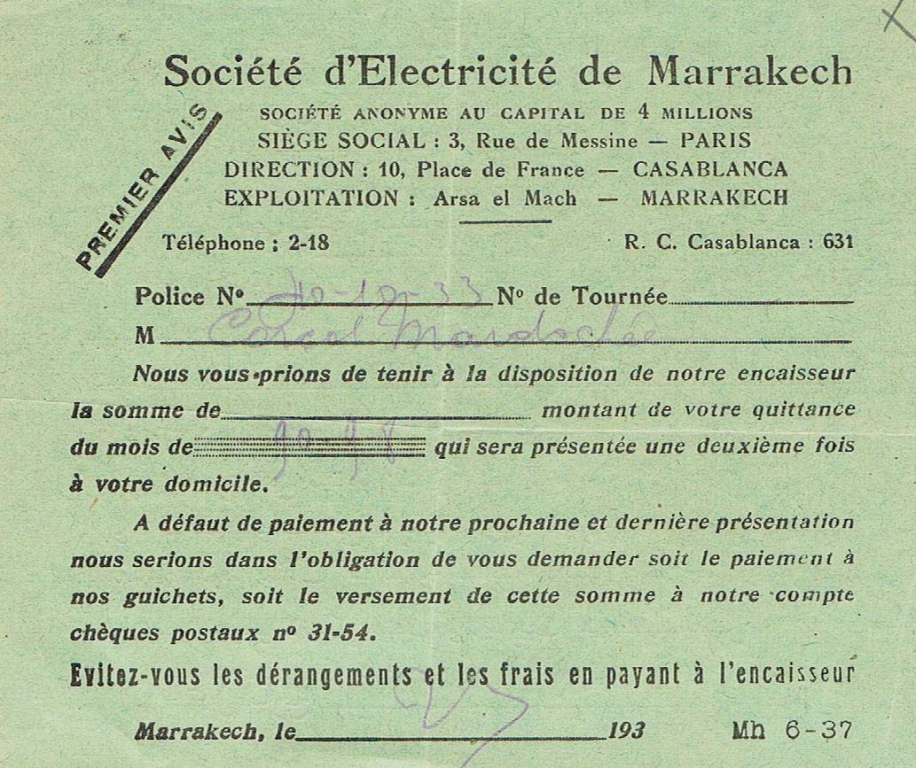 Société d'Electricité de Marrakech
SOCIÉTÉ ANONYME AU CAPITAL DE 4 MILLIONS
SIÈGE SOCIAL : 3, Rue de Messine — PARIS
DIRECTION : 10, Place de France — CASABLANCA
EXPLOITATION : Arsa el Mach — MARRAKECH
PREMIER AVIS
Téléphone : 2-18 R. C. Casablanca : 631
Police N° 40-10-33 N° de Tournée
M Corcol Mardochée
Nous vous prions de tenir à la disposition de notre encaisseur
la somme de montant de votre quittance
du mois de qui sera présentée une deuxième fois
à votre domicile.
A défaut de paiement à notre prochaine et dernière présentation
nous serions dans l'obligation de vous demander soit le paiement à
nos guichets, soit le versement de cette somme à notre compte
chèques postaux n° 31-54.
Evitez-vous les dérangements et les frais en payant à l'encaisseur
Marrakech, le 193 Mh 6-37